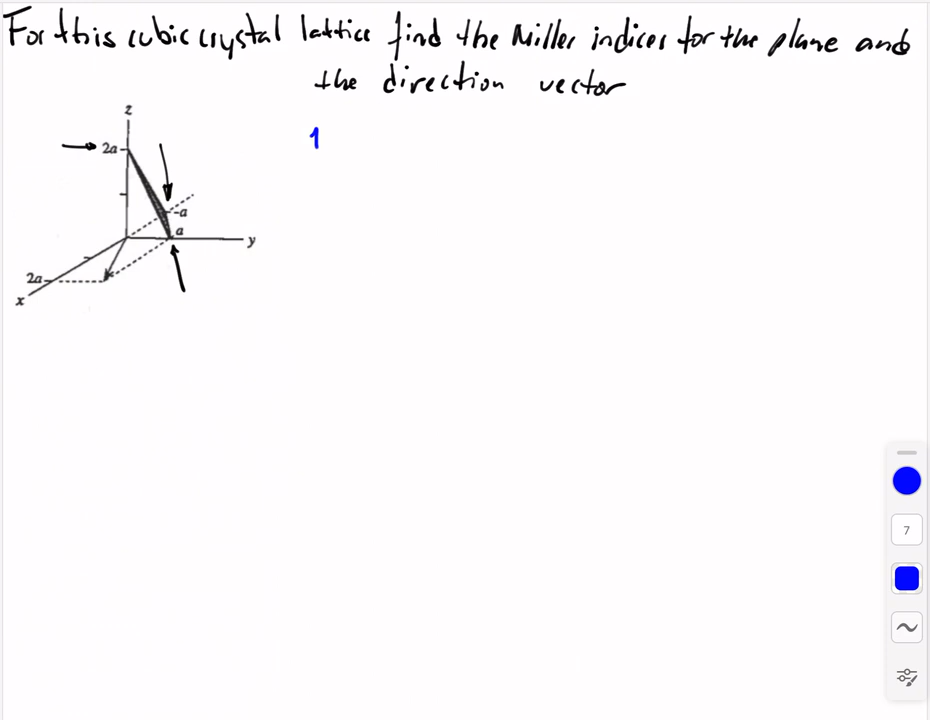 For this cubic crystal lattice find the Miller indices for the plane and
the direction vector
1
z
2a
-a
a
y
2a
x
7